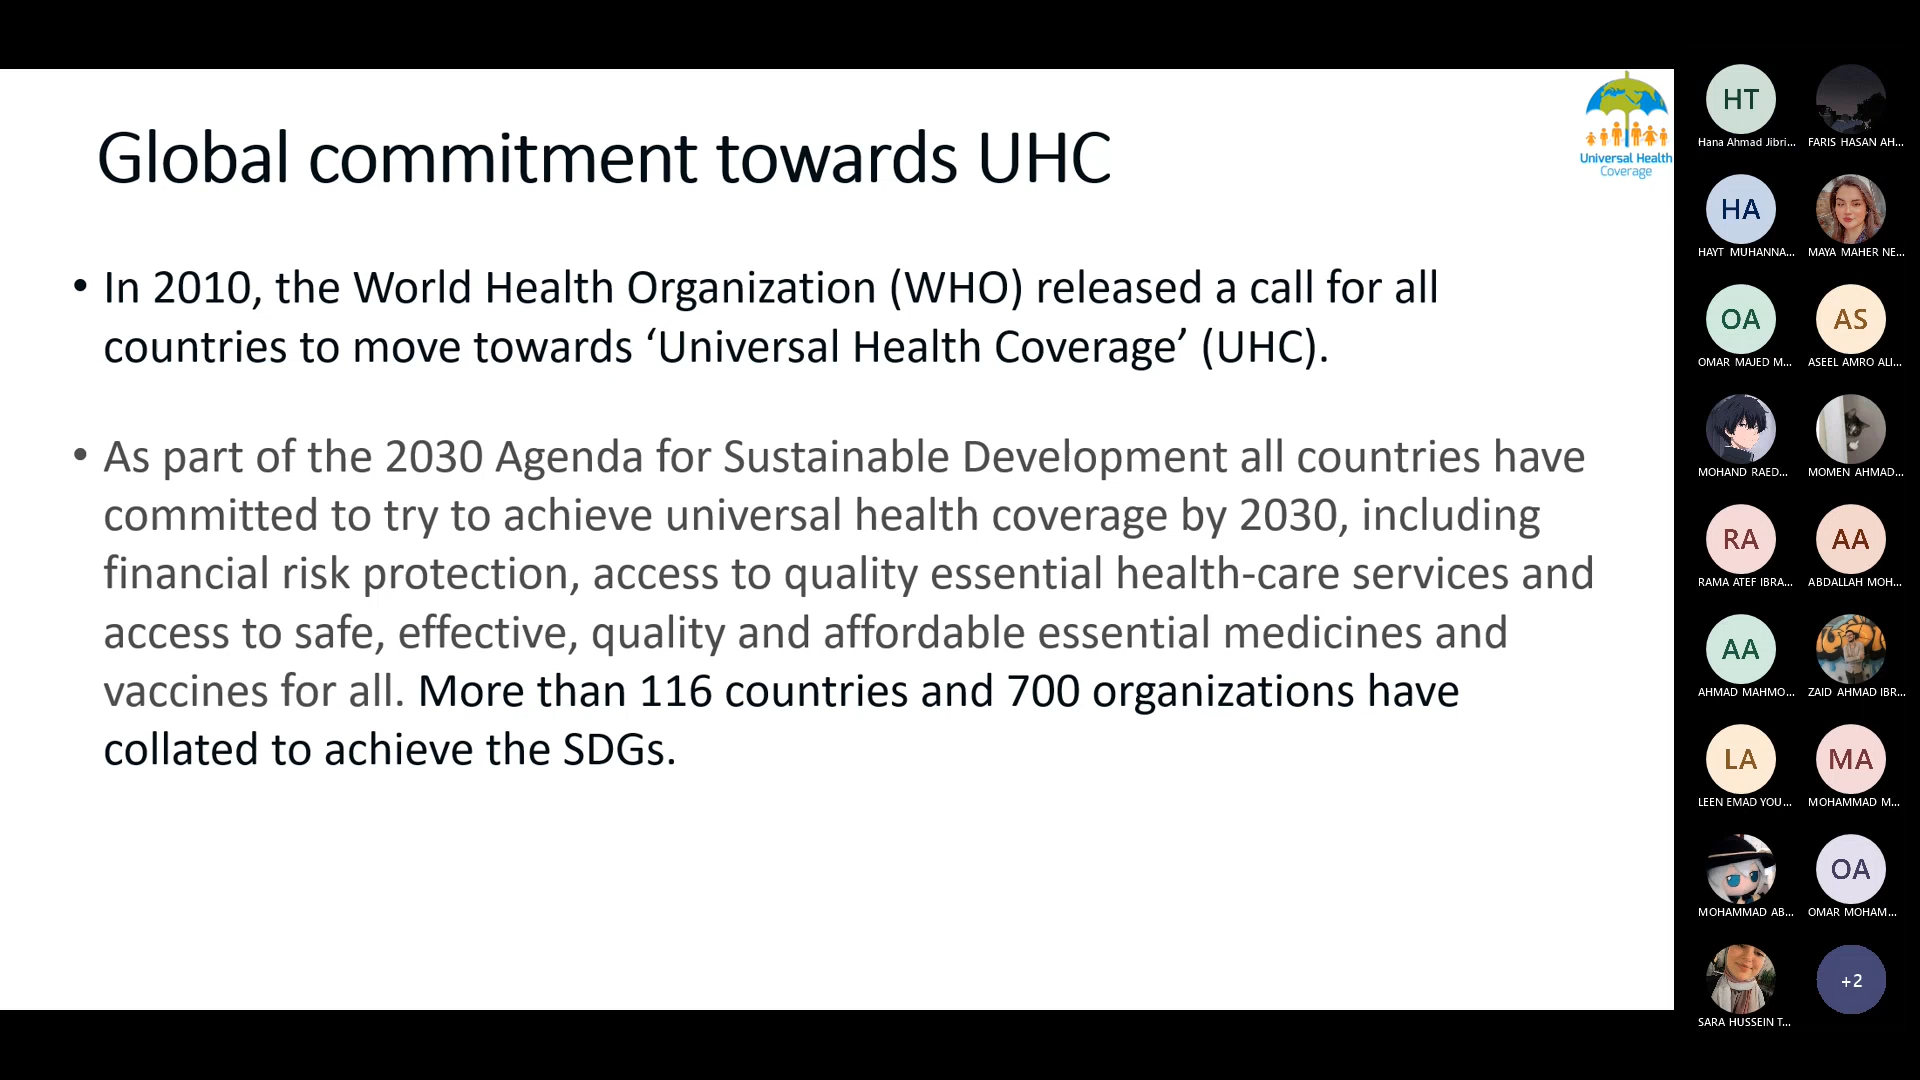 Global commitment towards UHC
Universal Health
Coverage
• In 2010, the World Health Organization (WHO) released a call for all
countries to move towards ‘Universal Health Coverage’ (UHC).
• As part of the 2030 Agenda for Sustainable Development all countries have
committed to try to achieve universal health coverage by 2030, including
financial risk protection, access to quality essential health-care services and
access to safe, effective, quality and affordable essential medicines and
vaccines for all. More than 116 countries and 700 organizations have
collated to achieve the SDGs.
HT
Hana Ahmad Jibri...
FARIS HASAN AH...
HA
HAYT MUHANNA...
MAYA MAHER NE...
OA
OMAR MAJED M...
AS
ASEEL AMRO ALI...
MOHAND RAED...
MOMEN AHMAD...
RA
RAMA ATEF IBRA...
AA
ABDALLAH MOH...
AA
AHMAD MAHMO...
ZAID AHMAD IBR...
LA
LEEN EMAD YOU...
MA
MOHAMMAD M...
MOHAMMAD AB...
OA
OMAR MOHAM...
SARA HUSSEIN T...
+2